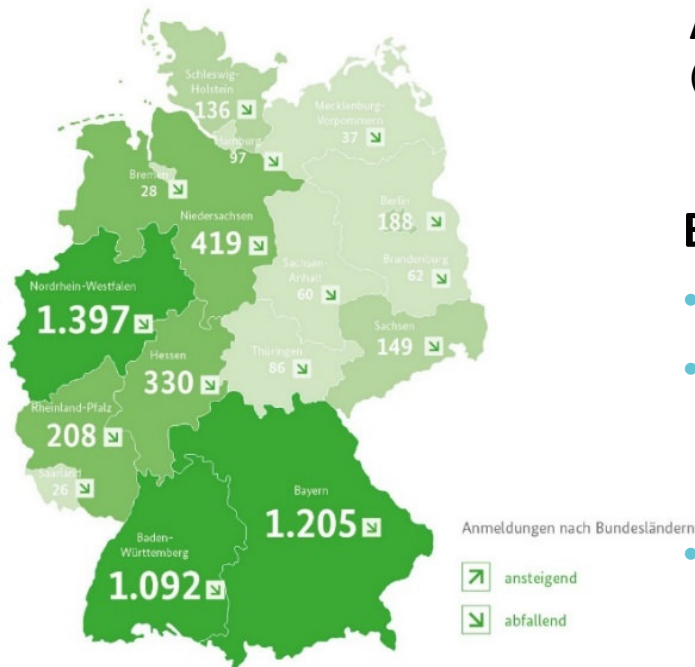 Schleswig-
Holstein
136
Mecklenburg-
Vorpommern
37
Hamburg
97
Bremen
28
Niedersachsen
419
Berlin
188
Brandenburg
62
Sachsen-
Anhalt
60
Nordrhein-Westfalen
1.397
Sachsen
149
Hessen
330
Thüringen
86
Rheinland-Pfalz
208
Saarland
26
Bayern
1.205
Baden-
Württemberg
1.092
Anmeldungen nach Bundesländern
ansteigend
abfallend